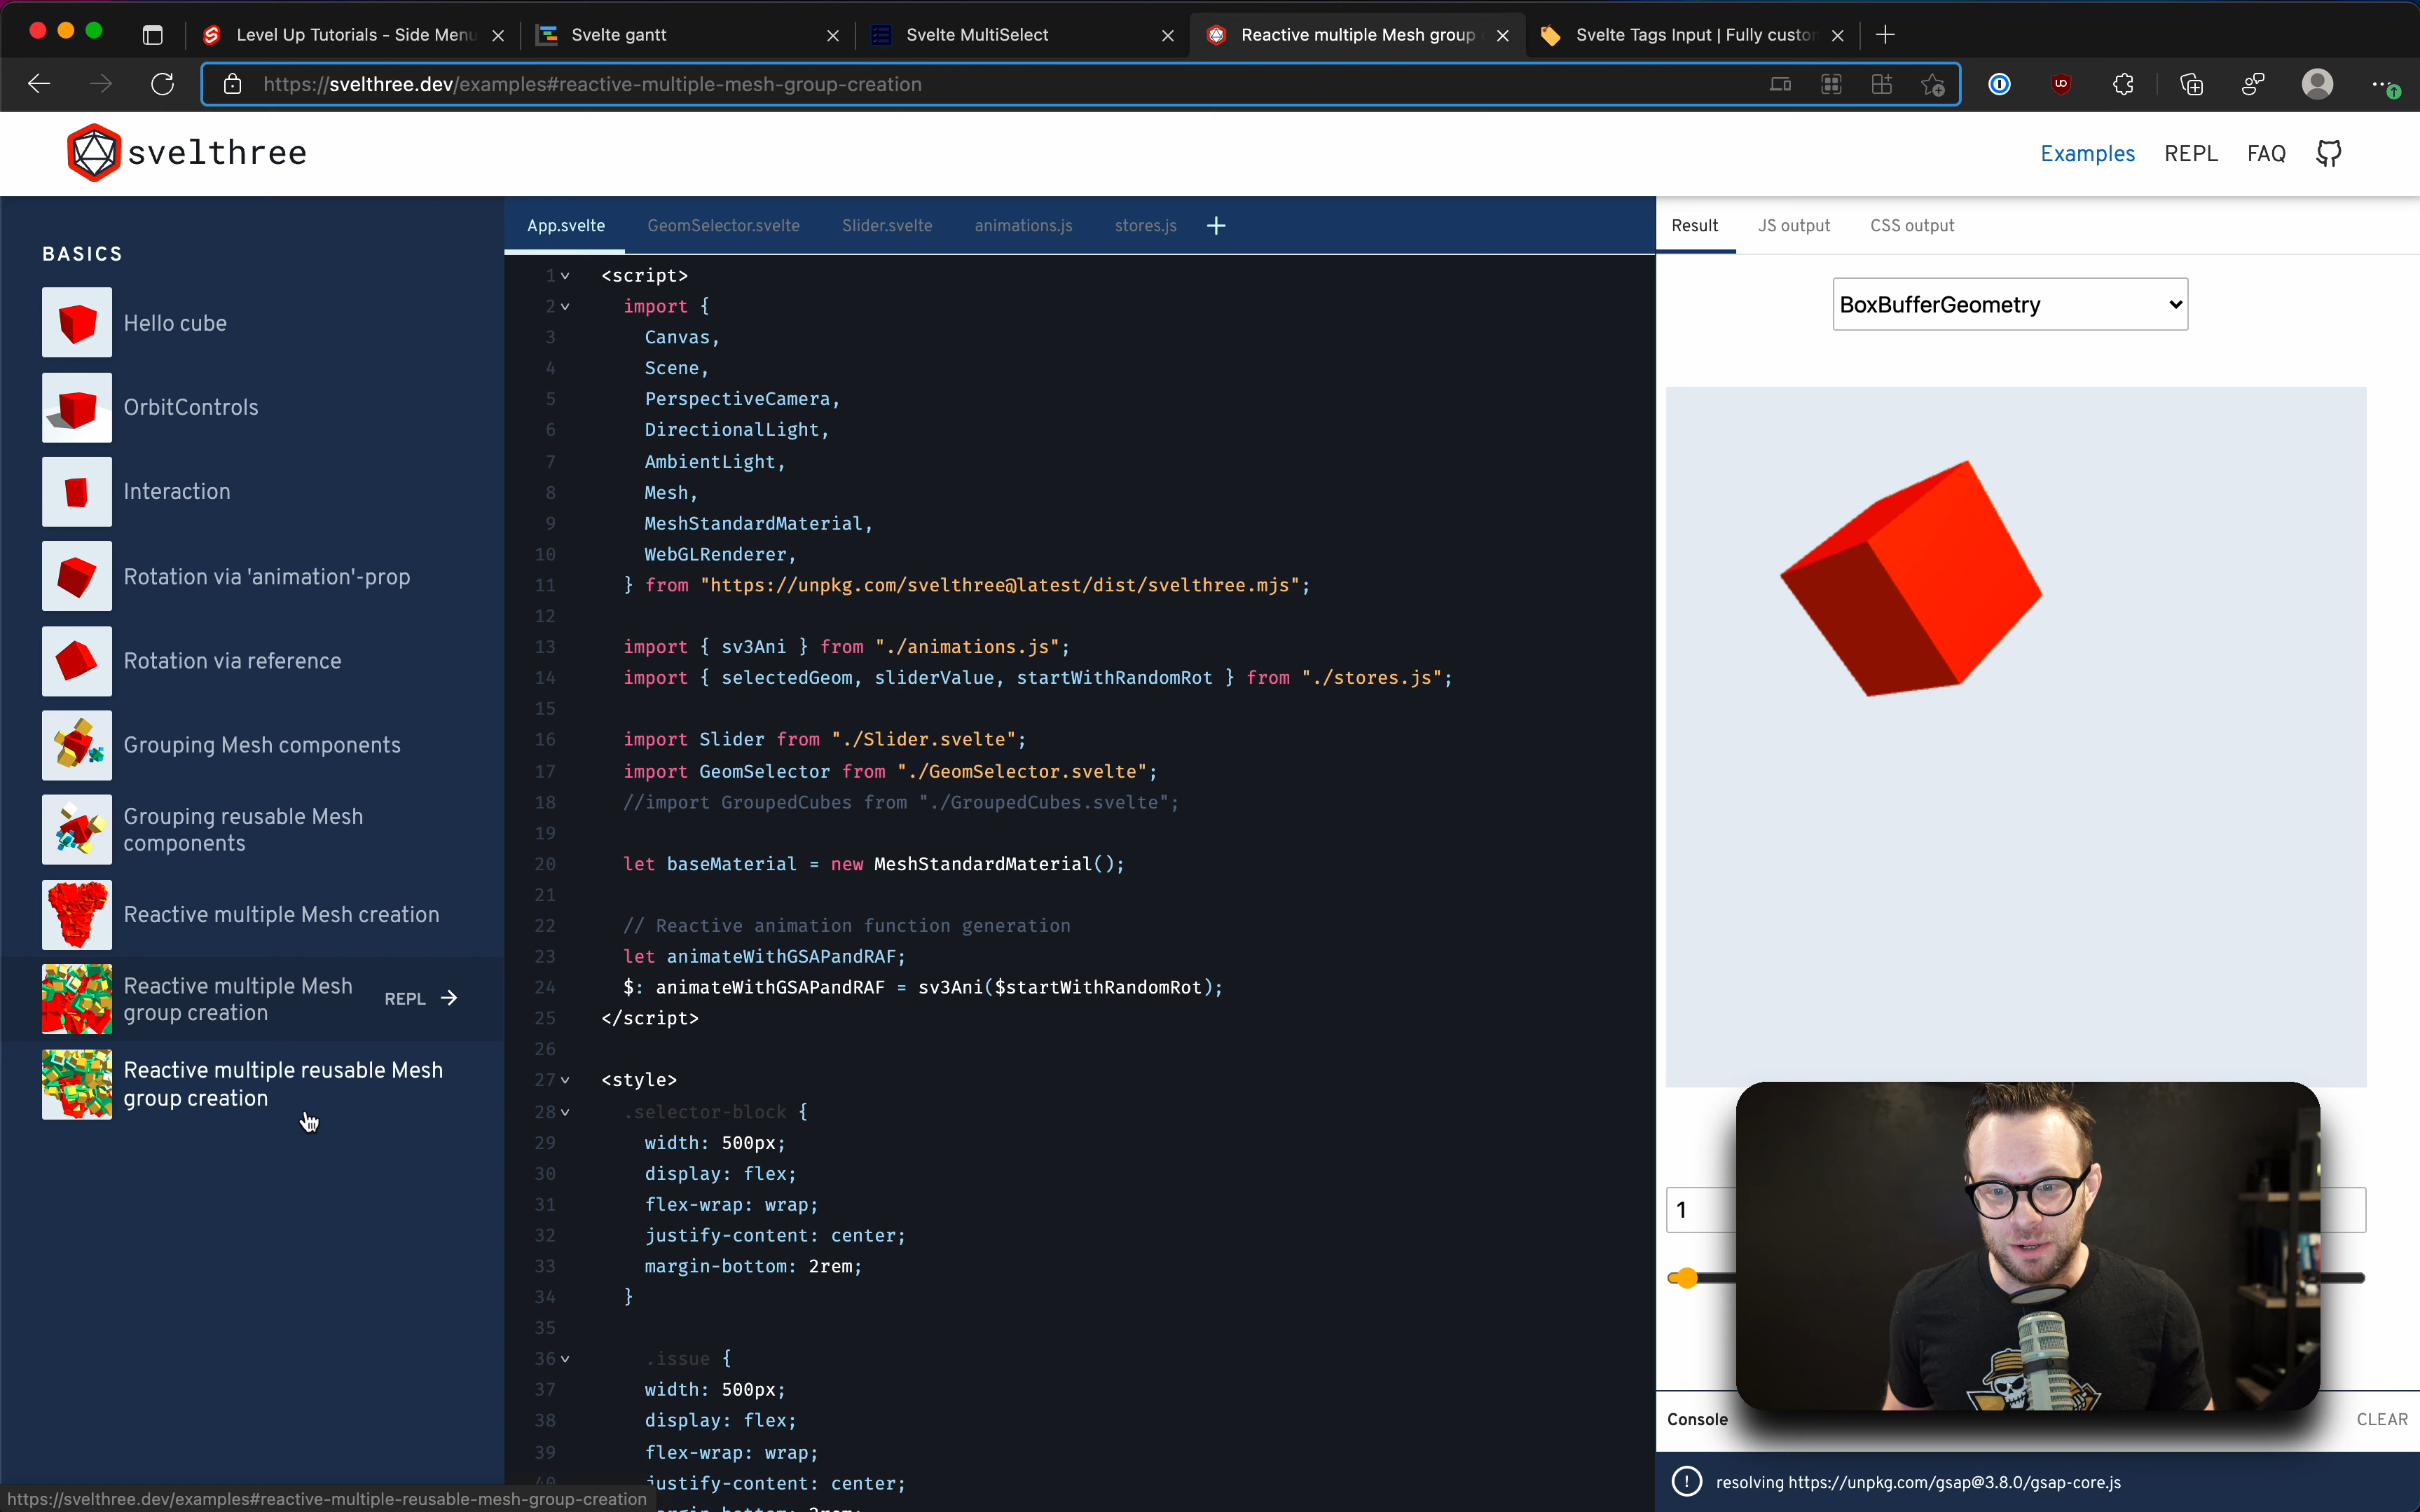 Level Up Tutorials - Side Menu
Svelte gantt
Svelte MultiSelect
Reactive multiple Mesh group
Svelte Tags Input | Fully custom
https://svelthree.dev/examples#reactive-multiple-mesh-group-creation
svelthree
Examples
REPL
FAQ
BASICS
Hello cube
OrbitControls
Interaction
Rotation via 'animation'-prop
Rotation via reference
Grouping Mesh components
Grouping reusable Mesh
components
Reactive multiple Mesh creation
Reactive multiple Mesh
group creation
REPL
Reactive multiple reusable Mesh
group creation
https://svelthree.dev/examples#reactive-multiple-reusable-mesh-group-creation
App.svelte
GeomSelector.svelte
Slider.svelte
animations.js
stores.js
1 <script>
2 import {
3 Canvas,
4 Scene,
5 PerspectiveCamera,
6 DirectionalLight,
7 AmbientLight,
8 Mesh,
9 MeshStandardMaterial,
10 WebGLRenderer,
11 } from "https://unpkg.com/svelthree@latest/dist/svelthree.mjs";
12
13 import { sv3Ani } from "./animations.js";
14 import { selectedGeom, sliderValue, startWithRandomRot } from "./stores.js";
15
16 import Slider from "./Slider.svelte";
17 import GeomSelector from "./GeomSelector.svelte";
18 //import GroupedCubes from "./GroupedCubes.svelte";
19
20 let baseMaterial = new MeshStandardMaterial();
21
22 // Reactive animation function generation
23 let animateWithGSAPandRAF;
24 $: animateWithGSAPandRAF = sv3Ani($startWithRandomRot);
25 </script>
26
27 <style>
28 .selector-block {
29 width: 500px;
30 display: flex;
31 flex-wrap: wrap;
32 justify-content: center;
33 margin-bottom: 2rem;
34 }
35
36 .issue {
37 width: 500px;
38 display: flex;
39 flex-wrap: wrap;
40 justify-content: center;
margin-bottom: 2rem;
Result
JS output
CSS output
BoxBufferGeometry
1
Console
CLEAR
resolving https://unpkg.com/gsap@3.8.0/gsap-core.js